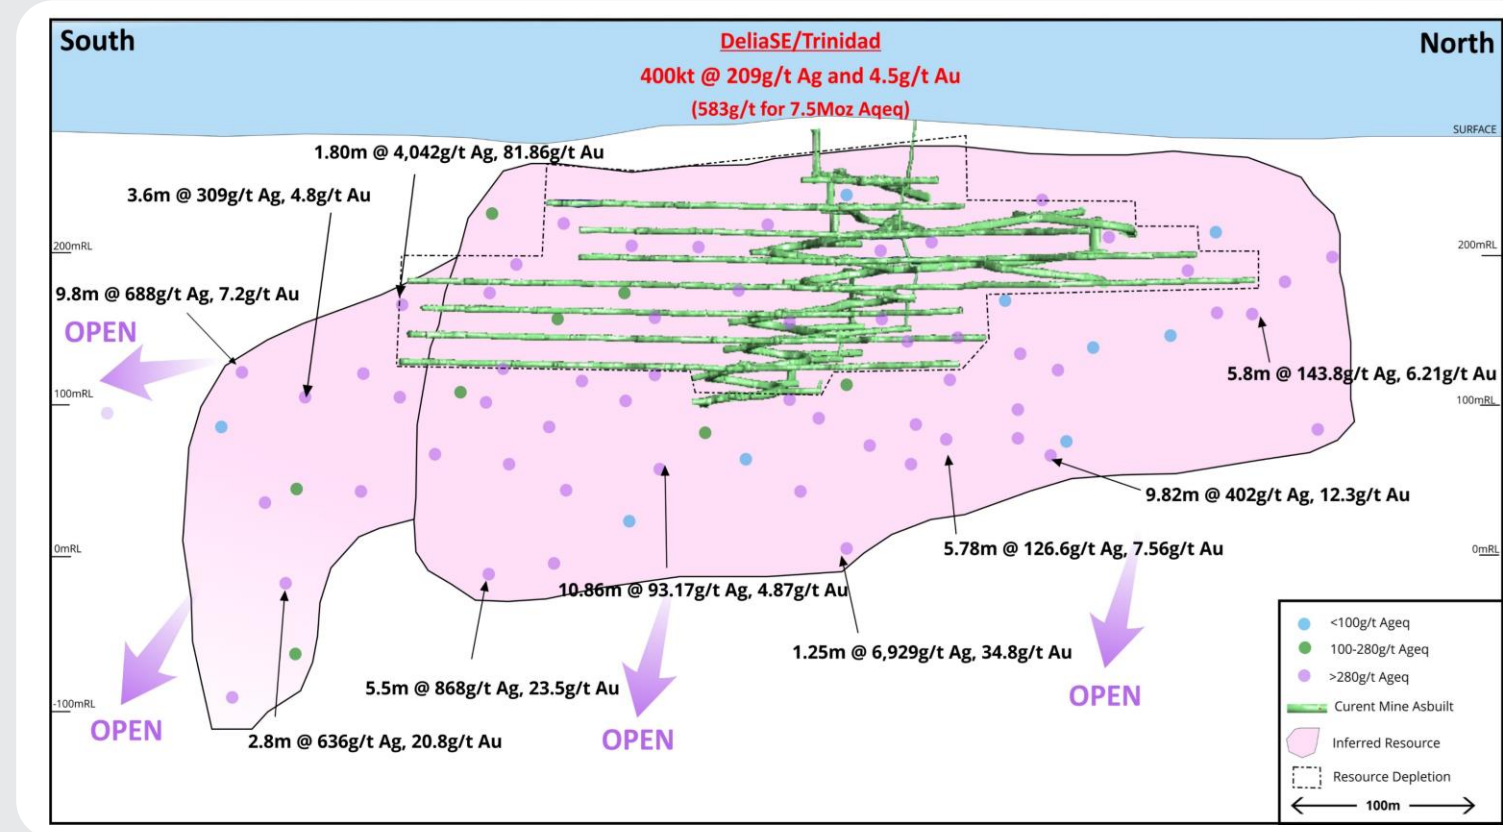 South
North
DeliaSE/Trinidad
400kt @ 209g/t Ag and 4.5g/t Au
(583g/t for 7.5Moz Aqeq)
SURFACE
1.80m @ 4,042g/t Ag, 81.86g/t Au
3.6m @ 309g/t Ag, 4.8g/t Au
200mRL
200mRL
9.8m @ 688g/t Ag, 7.2g/t Au
OPEN
5.8m @ 143.8g/t Ag, 6.21g/t Au
100mRL
100mRL
9.82m @ 402g/t Ag, 12.3g/t Au
0mRL
5.78m @ 126.6g/t Ag, 7.56g/t Au
0mRL
10.86m @ 93.17g/t Ag, 4.87g/t Au
1.25m @ 6,929g/t Ag, 34.8g/t Au
5.5m @ 868g/t Ag, 23.5g/t Au
OPEN
-100mRL
OPEN
2.8m @ 636g/t Ag, 20.8g/t Au
OPEN
<100g/t Ageq
100-280g/t Ageq
>280g/t Ageq
Curent Mine Asbuilt
Inferred Resource
Resource Depletion
100m